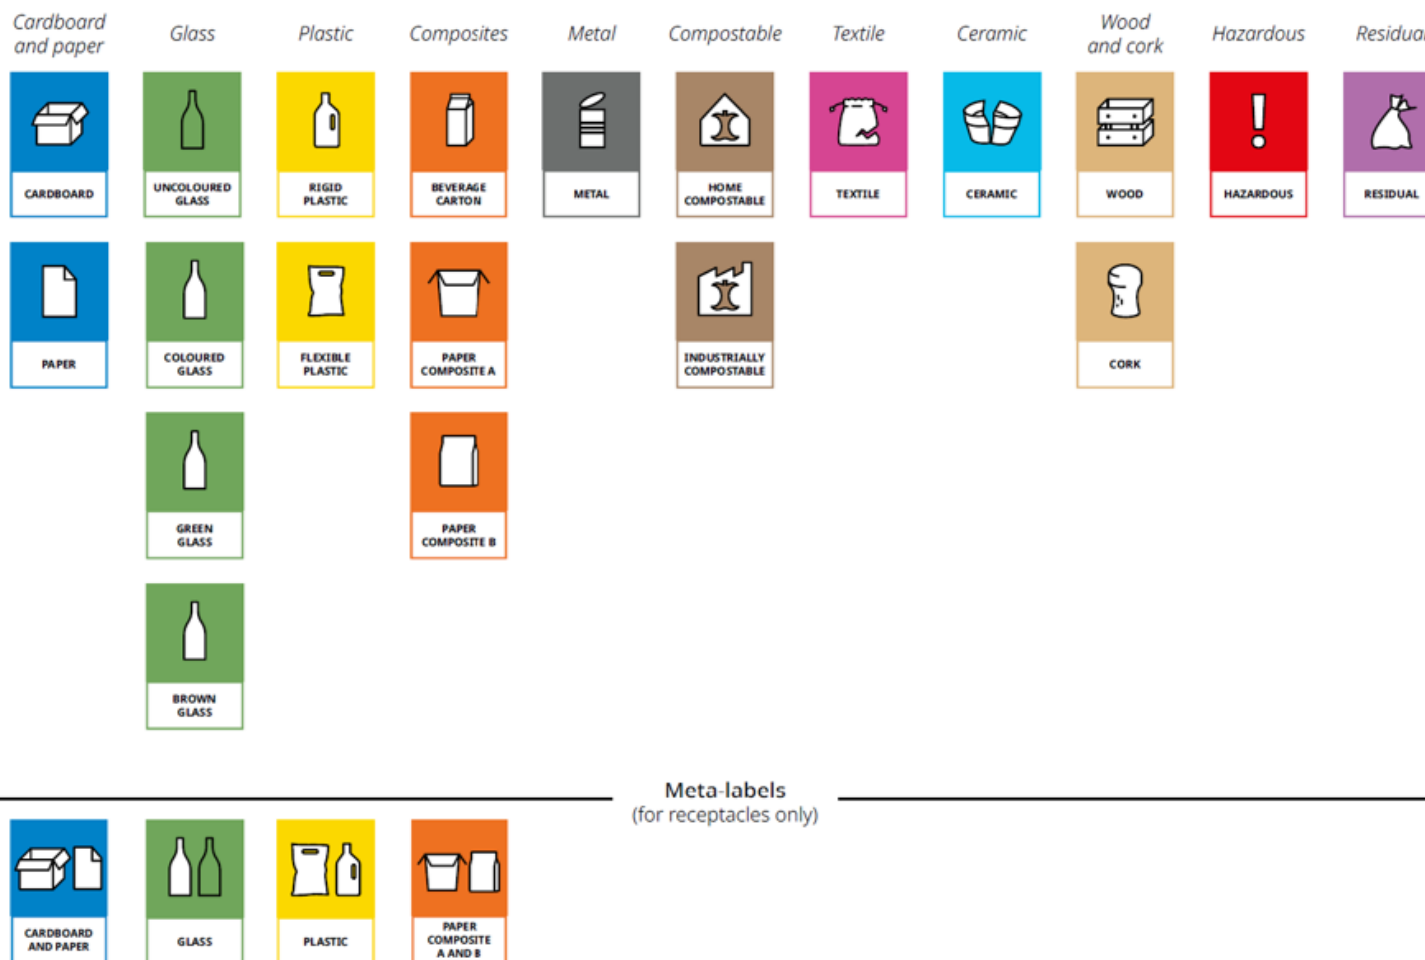 Cardboard
and paper
Glass
Plastic
Composites
Metal
Compostable
Textile
Ceramic
Wood
and cork
Hazardous
Residual
CARDBOARD
UNCOLOURED
GLASS
RIGID
PLASTIC
BEVERAGE
CARTON
METAL
HOME
COMPOSTABLE
TEXTILE
CERAMIC
WOOD
HAZARDOUS
RESIDUAL
PAPER
COLOURED
GLASS
FLEXIBLE
PLASTIC
PAPER
COMPOSITE A
INDUSTRIALLY
COMPOSTABLE
CORK
GREEN
GLASS
PAPER
COMPOSITE B
BROWN
GLASS
Meta-labels
(for receptacles only)
CARDBOARD
AND PAPER
GLASS
PLASTIC
PAPER
COMPOSITE
A AND B